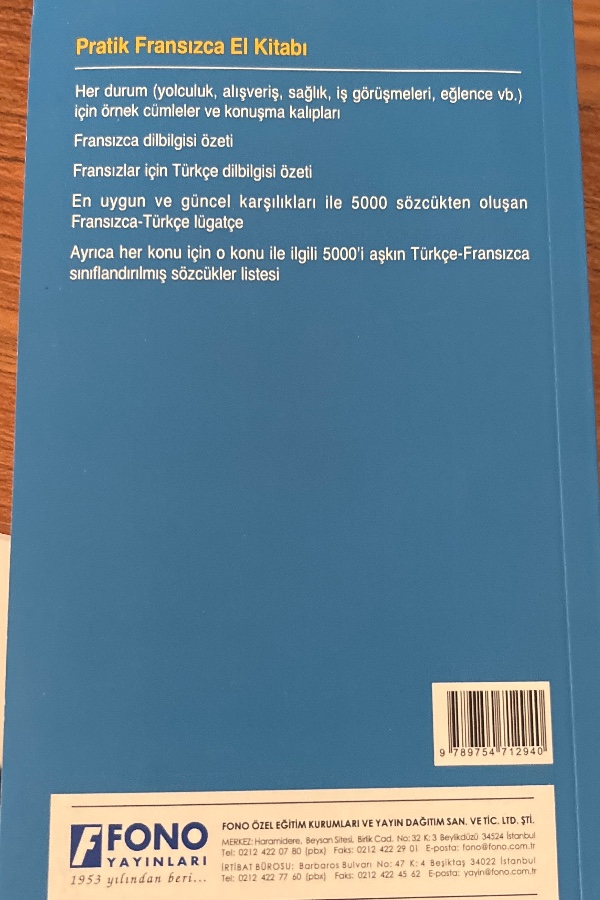 Pratik Fransızca El Kitabı
Her durum (yolculuk, alışveriş, sağlık, iş görüşmeleri, eğlence vb.)
için örnek cümleler ve konuşma kalıpları
Fransızca dilbilgisi özeti
Fransızlar için Türkçe dilbilgisi özeti
En uygun ve güncel karşılıkları ile 5000 sözcükten oluşan
Fransızca-Türkçe lügatçe
Ayrıca her konu için o konu ile ilgili 5000'i aşkın Türkçe-Fransızca
sınıflandırılmış sözcükler listesi
9 789754 712940
FONO
YAYINLARI
1953 yılından beri...
FONO ÖZEL EĞİTİM KURUMLARI VE YAYIN DAĞITIM SAN. VE TİC. LTD. ŞTİ.
MERKEZ: Haramidere, Beysan Sitesi, Birlik Cad. No: 32 K: 3 Beylikdüzü 34524 İstanbul
Tel: 0212 422 07 80 (pbx) Faks: 0212 422 29 01 E-posta: fono@fono.com.tr
İRTİBAT BÜROSU: Barbaros Bulvarı No: 47 K: 4 Beşiktaş 34022 İstanbul
Tel: 0212 422 77 60 (pbx) Faks: 0212 422 45 62 E-posta: yayin@fono.com.tr